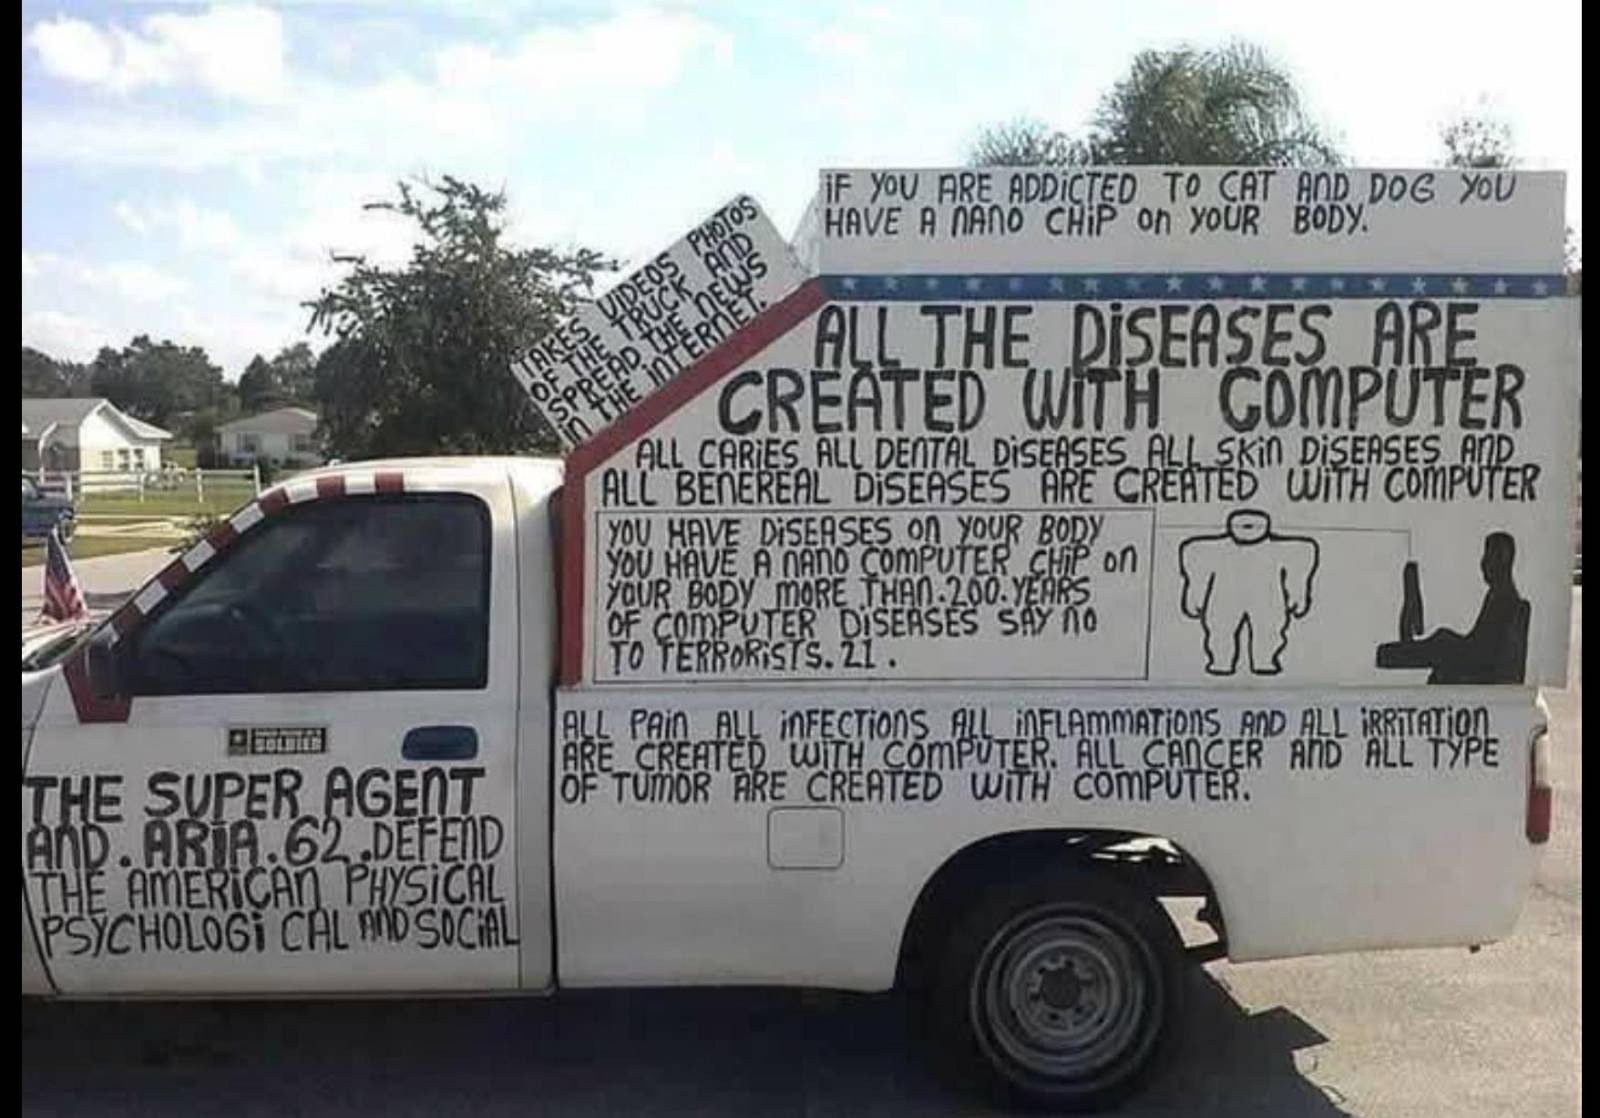 IF YOU ARE ADDICTED TO CAT AND DOG YOU
HAVE A NANO CHIP ON YOUR BODY.
TAKES VIDEOS PHOTOS
OF THE TRUCK AND
SPREAD THE NEWS
IN THE INTERNET.
ALL THE DISEASES ARE
CREATED WITH COMPUTER
ALL CARIES ALL DENTAL DISEASES ALL SKIN DISEASES AND
ALL BENEREAL DISEASES ARE CREATED WITH COMPUTER
YOU HAVE DISEASES ON YOUR BODY
YOU HAVE A NANO COMPUTER CHIP ON
YOUR BODY MORE THAN.200.YEARS
OF COMPUTER DISEASES SAY NO
TO TERRORISTS.21.
ALL PAIN ALL INFECTIONS ALL INFLAMMATIONS AND ALL IRRITATION
ARE CREATED WITH COMPUTER. ALL CANCER AND ALL TYPE
OF TUMOR ARE CREATED WITH COMPUTER.
SOLDIER
THE SUPER AGENT
AND.ARIA.62.DEFEND
THE AMERICAN PHYSICAL
PSYCHOLOGI CAL AND SOCIAL